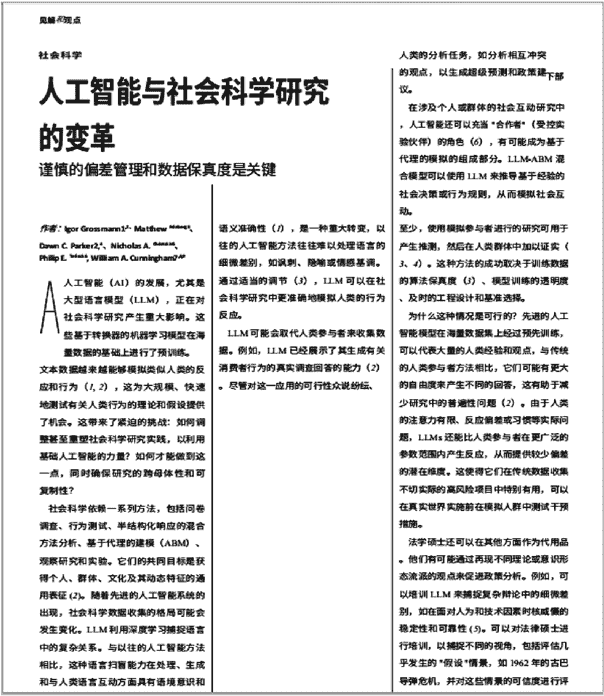 见解和观点
社会科学
人工智能与社会科学研究
的变革
谨慎的偏差管理和数据保真度是关键
作者：Igor Grossmann1,*、Matthew
Dawn C. Parker2,*、Nicholas A.
Philip E. William A. Cunningham
人工智能（AI）的发展，尤其是
大型语言模型（LLM），正在对
社会科学研究产生重大影响。这
些基于转换器的机器学习模型在海
量数据的基础上进行了预训练。
文本数据越来越能够模拟类似人类的反
应和行为（1, 2），这为大规模、快速
地测试有关人类行为的理论和假设提供
了机会。这带来了紧迫的挑战：如何调
整甚至重塑社会科学研究实践，以利用
基础人工智能的力量？如何才能做到这
一点，同时确保研究的跨母体性和可
复制性？
社会科学依赖一系列方法，包括问卷
调查、行为测试、半结构化响应的混合
方法分析、基于代理的建模（ABM）、
观察研究和实验。它们的共同目标是获
得个人、群体、文化及其动态特征的通
用表征(2)。随着先进的人工智能系统的
出现，社会科学数据收集的格局可能会
发生变化。LLM 利用深度学习捕捉语言
中的复杂关系。与以往的人工智能方法
相比，这种语言扫盲能力在处理、生成
和与人类语言互动方面具有语境意识和
语义准确性（1），是一种重大转变，以
往的人工智能方法往往难以处理语言的
细微差别，如讽刺、隐喻或情感基调。
通过适当的调节（3），LLM 可以在社
会科学研究中更准确地模拟人类的行为
反应。
LLM 可能会取代人类参与者来收集数
据。例如，LLM 已经展示了其生成有关
消费者行为的真实调查回答的能力（2）
。尽管对这一应用的可行性众说纷纭、
人类的分析任务，如分析相互冲突
的观点，以生成超级预测和政策建下部
议。
在涉及个人或群体的社会互动研究中
，人工智能还可以充当 "合作者"（受控实
验伙伴）的角色（6），有可能成为基于
代理的模拟的组成部分。LLM-ABM 混
合模型可以使用 LLM 来推导基于经验的
社会决策或行为规则，从而模拟社会互
动。
至少，使用模拟参与者进行的研究可用于
产生推测，然后在人类群体中加以证实（
3、4）。这种方法的成功取决于训练数据
的算法保真度（3）、模型训练的透明度
、及时的工程设计和基准选择。
为什么这种情况是可行的？先进的人工
智能模型在海量数据集上经过预先训练，
可以代表大量的人类经验和观点，与传统
的人类参与者方法相比，它们可能有更大
的自由度来产生不同的回答，这有助于减
少研究中的普遍性问题（2）。由于人类
的注意力有限、反应偏差或习惯等实际问
题，LLMs 还能比人类参与者在更广泛的
参数范围内产生反应，从而提供较少偏差
的潜在维度。这使得它们在传统数据收集
不切实际的高风险项目中特别有用，可以
在真实世界实施前在模拟人群中测试干预
措施。
法学硕士还可以在其他方面作为代用品
。他们有可能通过再现不同理论或意识形
态流派的观点来促进政策分析。例如，可
以培训 LLM 来捕捉复杂辩论中的细微差
别，如在面对人为和技术因素时核威慑的
稳定性和可靠性 (5)。可以对法律硕士进
行培训，以捕捉不同的视角，包括评估几
乎发生的 "假设" 情景，如 1962 年的古巴
导弹危机，并对这些情景的可信度进行评